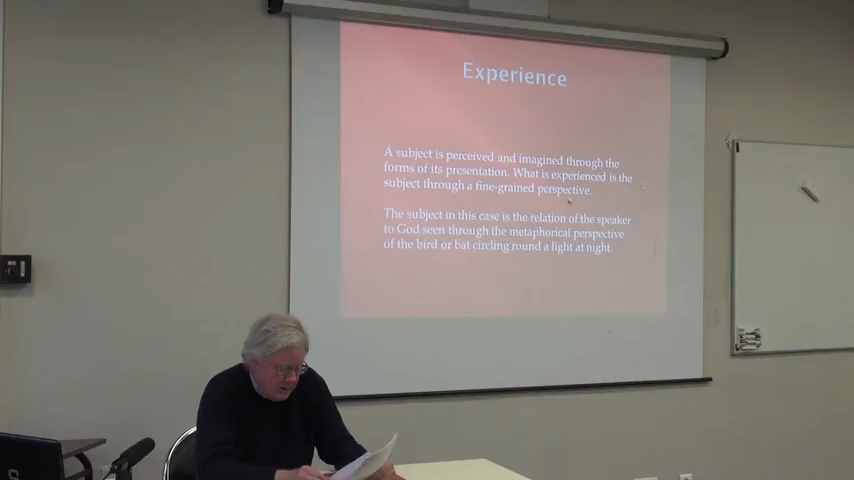 Experience
A subject is perceived and imagined through the
forms of its presentation. What is experienced is the
subject through a fine-grained perspective.
The subject in this case is the relation of the speaker
to God seen through the metaphorical perspective
of the bird or bat circling round a light at night.